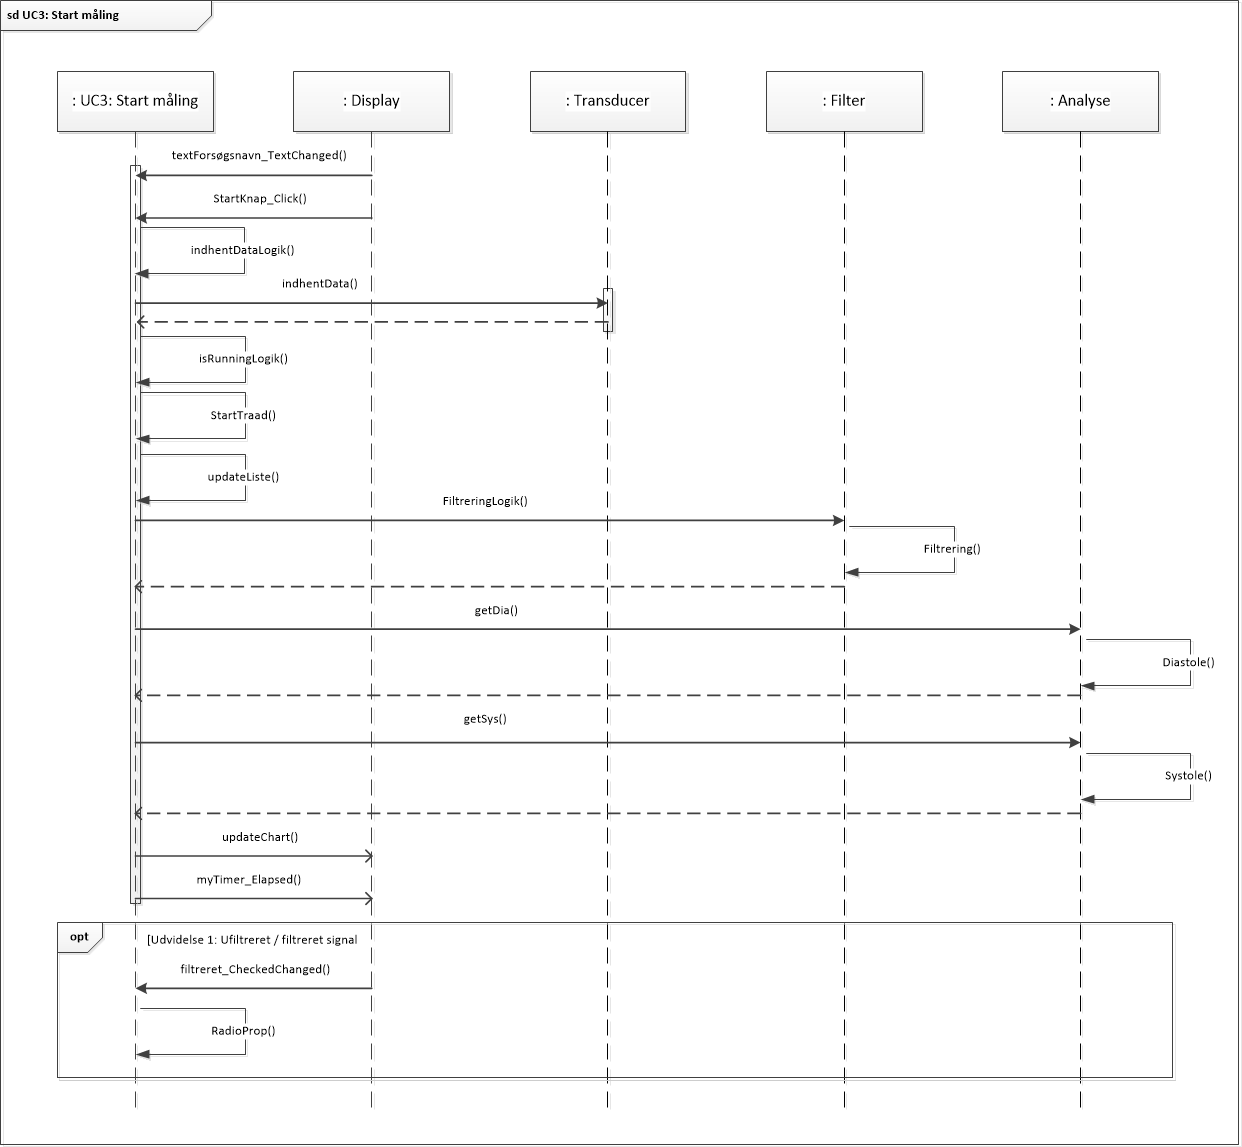 sd UC3: Start måling
: UC3: Start måling
: Display
: Transducer
: Filter
: Analyse
textForsøgsnavn_TextChanged()
StartKnap_Click()
indhentDataLogik()
indhentData()
isRunningLogik()
StartTraad()
updateListe()
FiltreringLogik()
Filtrering()
getDia()
Diastole()
getSys()
Systole()
updateChart()
myTimer_Elapsed()
opt
[Udvidelse 1: Ufiltreret / filtreret signal
filtreret_CheckedChanged()
RadioProp()